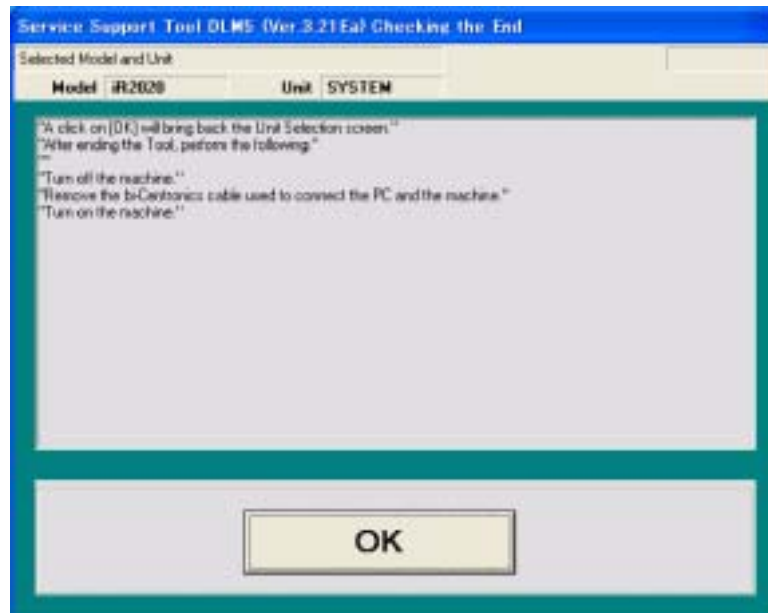 Service Support Tool DLM5 (Ver.3.21Ea) Checking the End
Selected Model and Unit
Model iR2020 Unit SYSTEM
"A click on [OK] will bring back the Unit Selection screen."
"After ending the Tool, perform the following."
""
"Turn off the machine."
"Remove the bi-Centronics cable used to connect the PC and the machine."
"Turn on the machine."
OK